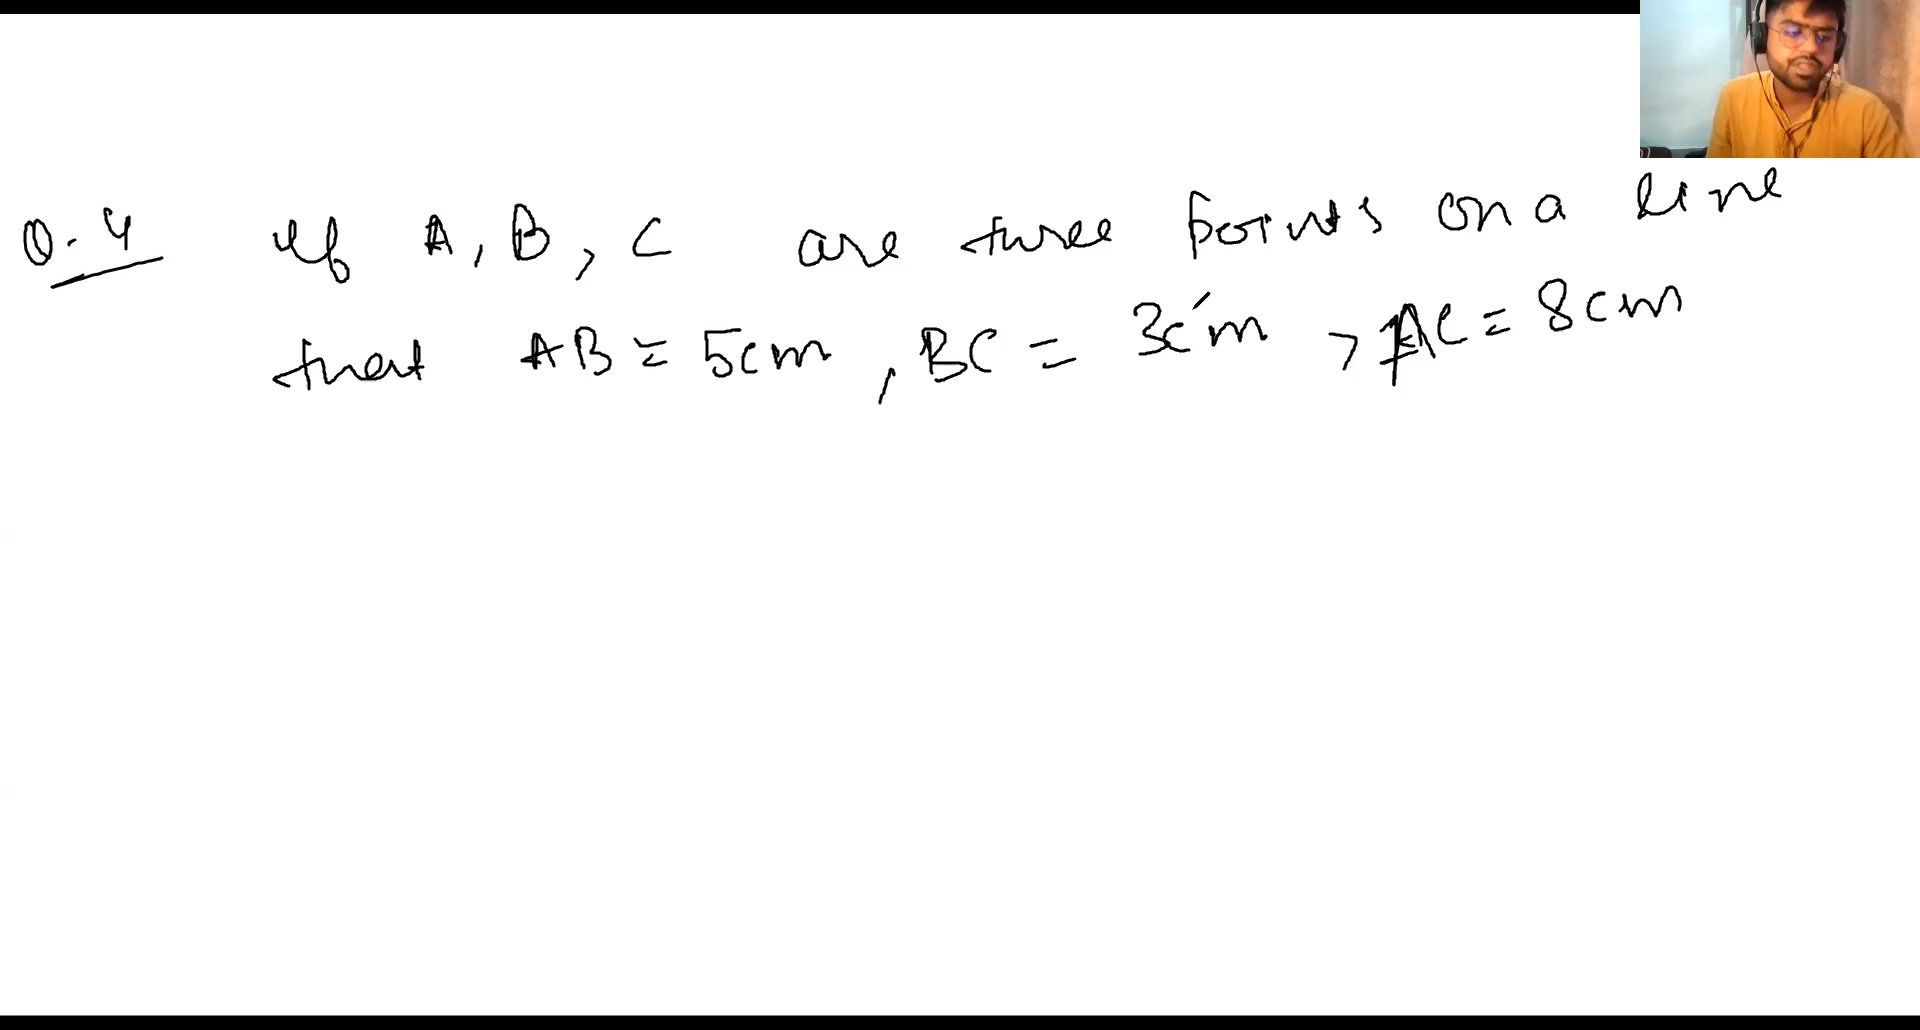 Q.4 If A, B, C are three points on a line
that AB = 5cm, BC = 3cm, AC = 8cm